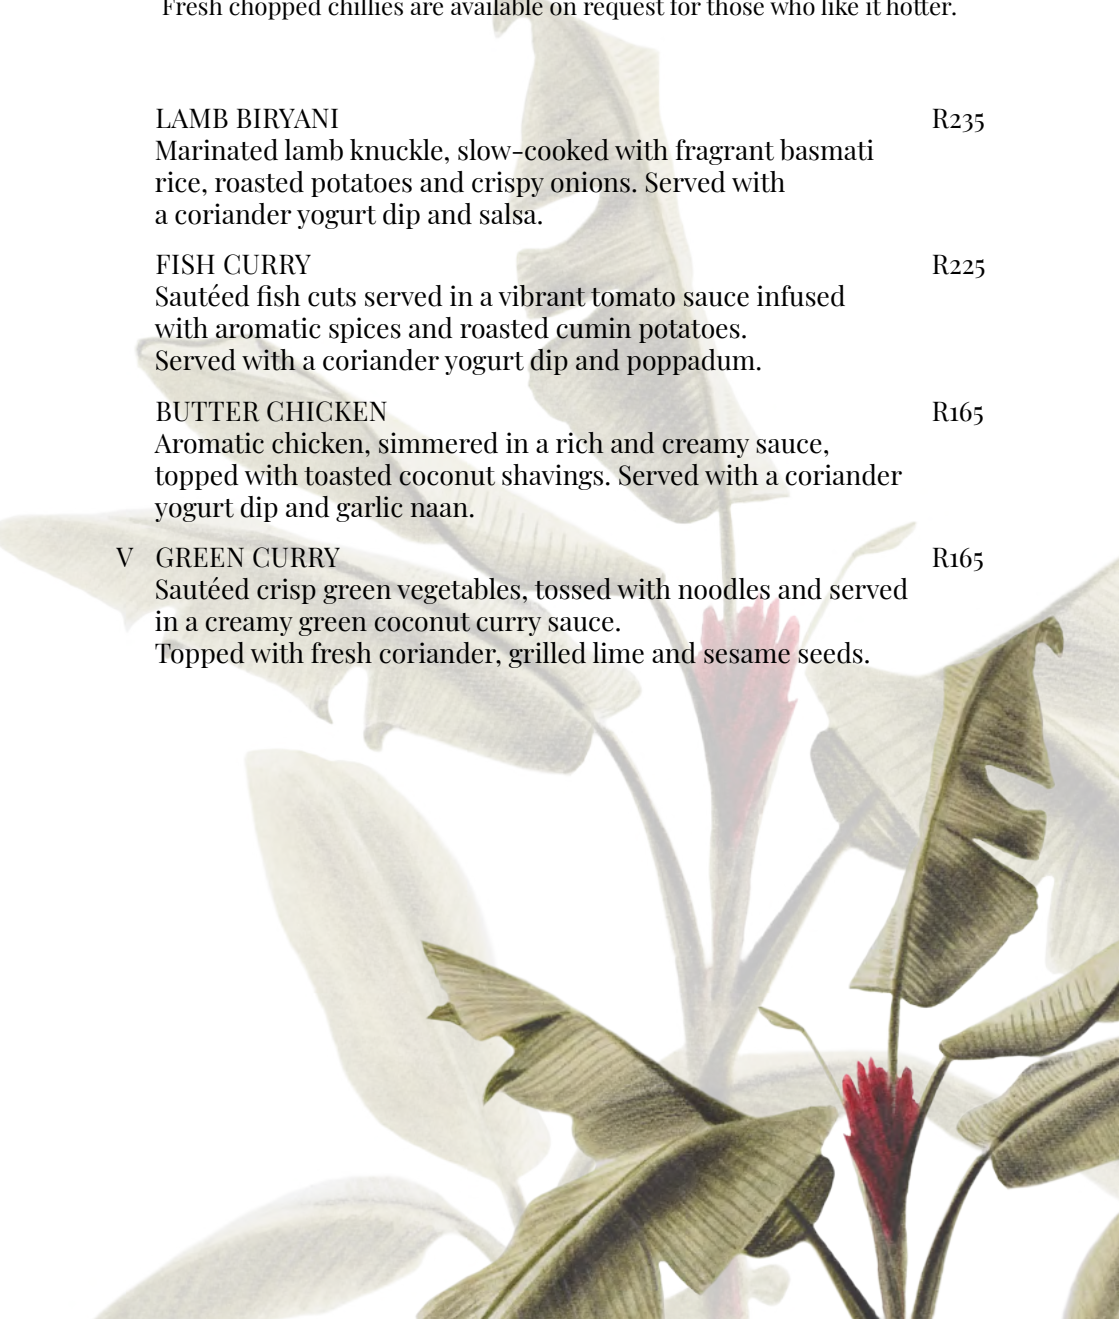 Fresh chopped chillies are available on request for those who like it hotter.
LAMB BIRYANI R235
Marinated lamb knuckle, slow-cooked with fragrant basmati
rice, roasted potatoes and crispy onions. Served with
a coriander yogurt dip and salsa.
FISH CURRY R225
Sautéed fish cuts served in a vibrant tomato sauce infused
with aromatic spices and roasted cumin potatoes.
Served with a coriander yogurt dip and poppadum.
BUTTER CHICKEN R165
Aromatic chicken, simmered in a rich and creamy sauce,
topped with toasted coconut shavings. Served with a coriander
yogurt dip and garlic naan.
V GREEN CURRY R165
Sautéed crisp green vegetables, tossed with noodles and served
in a creamy green coconut curry sauce.
Topped with fresh coriander, grilled lime and sesame seeds.